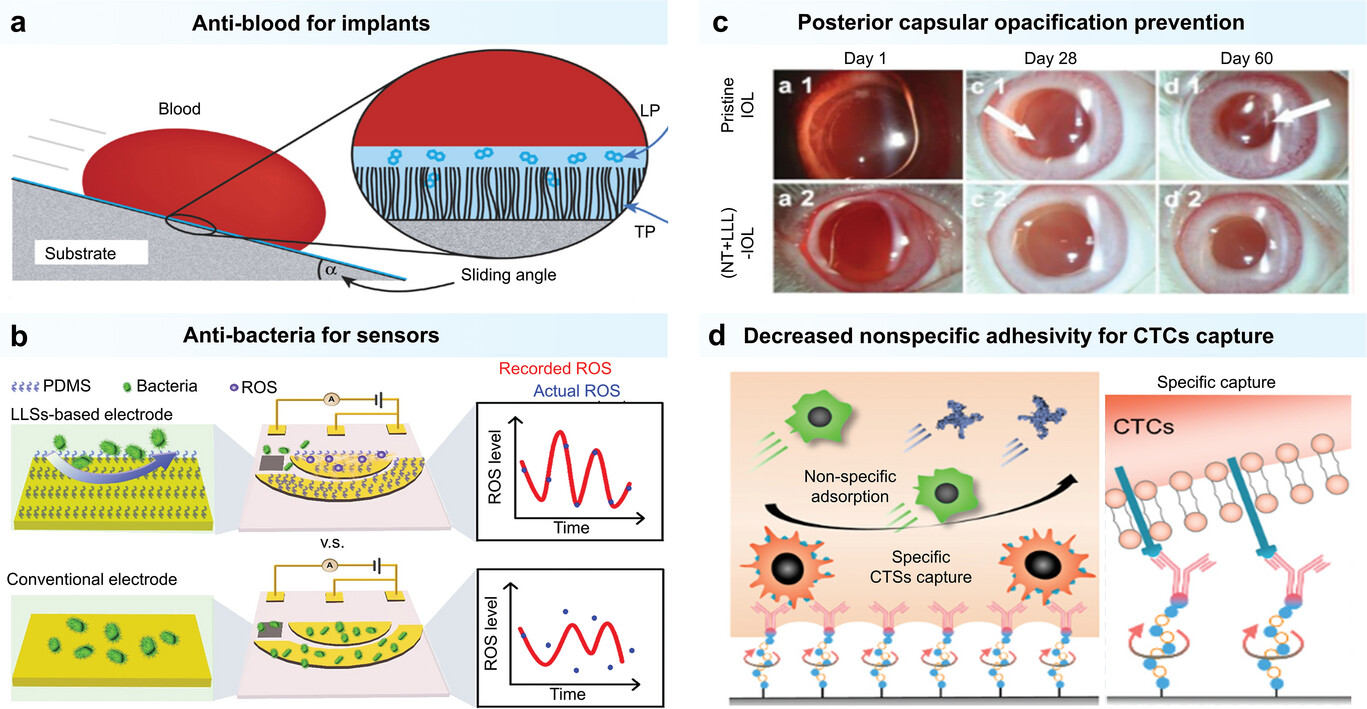 a
Anti-blood for implants
Blood
LP
TP
Substrate
α
Sliding angle
b
Anti-bacteria for sensors
PDMS
Bacteria
ROS
LLSs-based electrode
A
Recorded ROS
Actual ROS
ROS level
Time
v.s.
Conventional electrode
A
ROS level
Time
c
Posterior capsular opacification prevention
Day 1
Day 28
Day 60
Pristine
IOL
a 1
c 1
d 1
(NT+LLL)
-IOL
a 2
c 2
d 2
d
Decreased nonspecific adhesivity for CTCs capture
Non-specific
adsorption
Specific
CTSs capture
Specific capture
CTCs